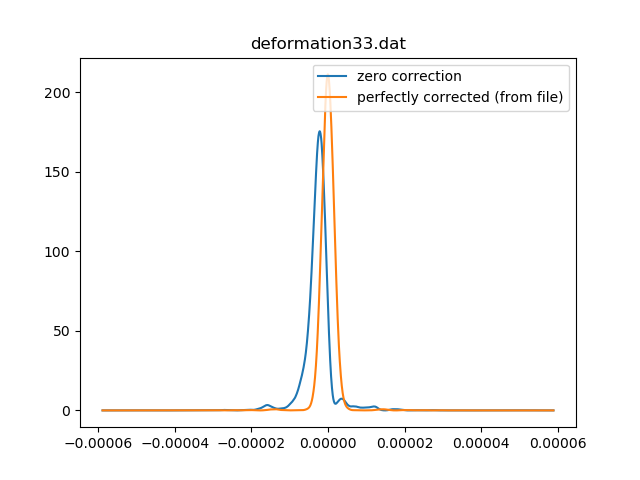 deformation33.dat
zero correction
perfectly corrected (from file)
200
150
100
50
0
−0.00006 −0.00004 −0.00002 0.00000 0.00002 0.00004 0.00006